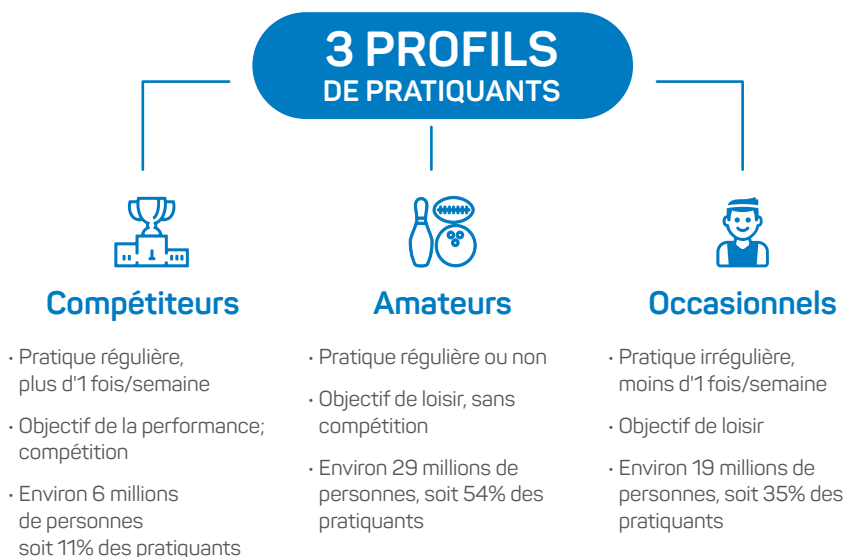 3 PROFILS
DE PRATIQUANTS
Compétiteurs
· Pratique régulière,
plus d'1 fois/semaine
· Objectif de la performance;
compétition
· Environ 6 millions
de personnes
soit 11% des pratiquants
Amateurs
· Pratique régulière ou non
· Objectif de loisir, sans
compétition
· Environ 29 millions de
personnes, soit 54% des
pratiquants
Occasionnels
· Pratique irrégulière,
moins d'1 fois/semaine
· Objectif de loisir
· Environ 19 millions de
personnes, soit 35% des
pratiquants